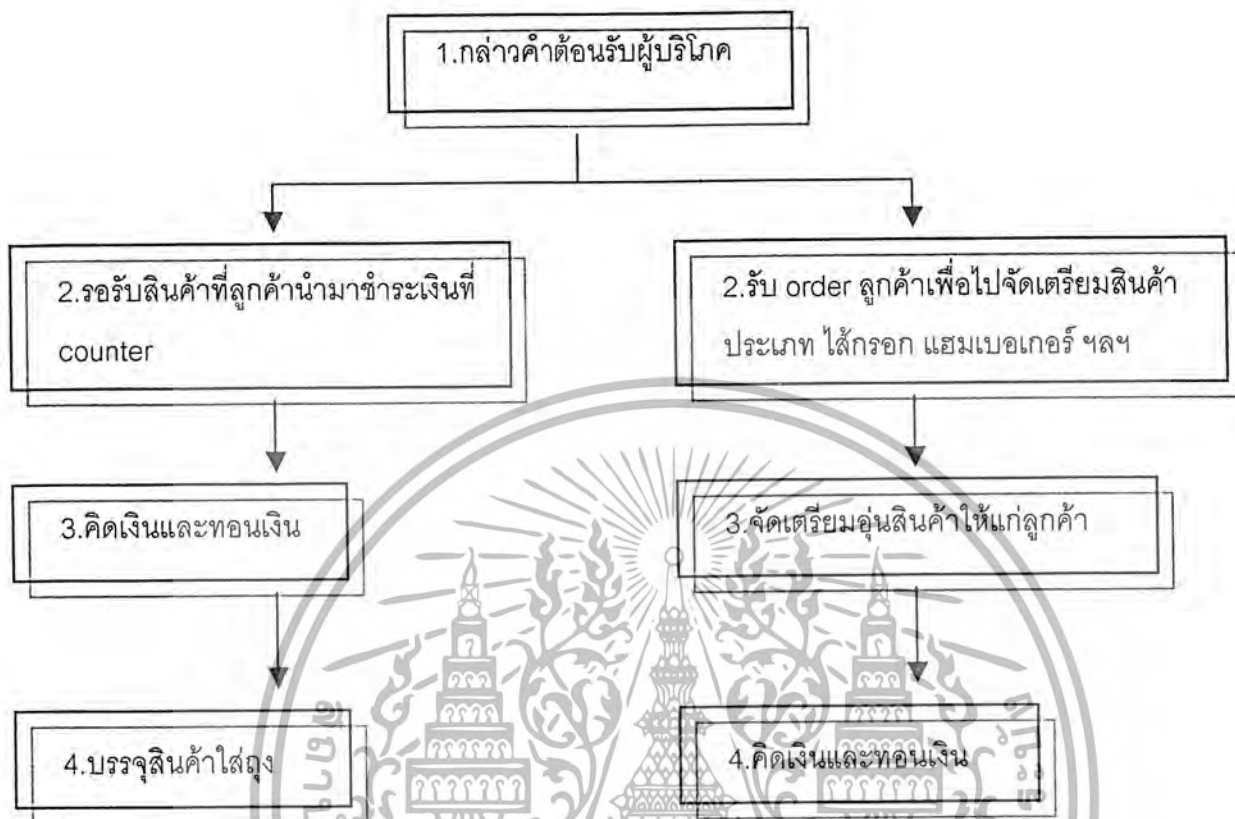 1.กล่าวคำต้อนรับผู้บริโภค
2.รอรับสินค้าที่ลูกค้านำมาชำระเงินที่
counter
2.รับ order ลูกค้าเพื่อไปจัดเตรียมสินค้า
ประเภท ไส้กรอก แฮมเบอเกอร์ ฯลฯ
3.คิดเงินและทอนเงิน
3.จัดเตรียมอุ่นสินค้าให้แก่ลูกค้า
4.บรรจุสินค้าใส่ถุง
4.คิดเงินและทอนเงิน